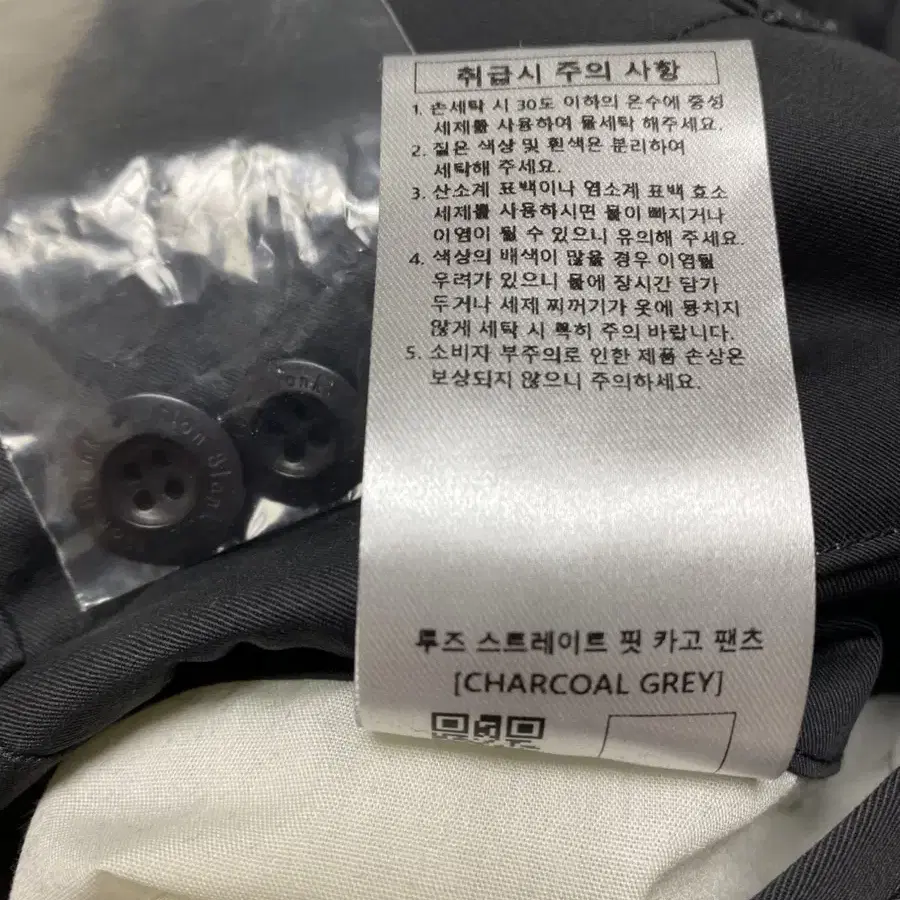 취급시 주의 사항
1. 손세탁 시 30도 이하의 온수에 중성
세제를 사용하여 물세탁 해주세요.
2. 짙은 색상 및 흰색은 분리하여
세탁해 주세요.
3. 산소계 표백이나 염소계 표백 효소
세제를 사용하시면 물이 빠지거나
이염이 될 수 있으니 유의해 주세요.
4. 색상의 배색이 많을 경우 이염될
우려가 있으니 물에 장시간 담가
두거나 세제 찌꺼기가 옷에 뭉치지
않게 세탁 시 특히 주의 바랍니다.
5. 소비자 부주의로 인한 제품 손상은
보상되지 않으니 주의하세요.
루즈 스트레이트 핏 카고 팬츠
[CHARCOAL GREY]